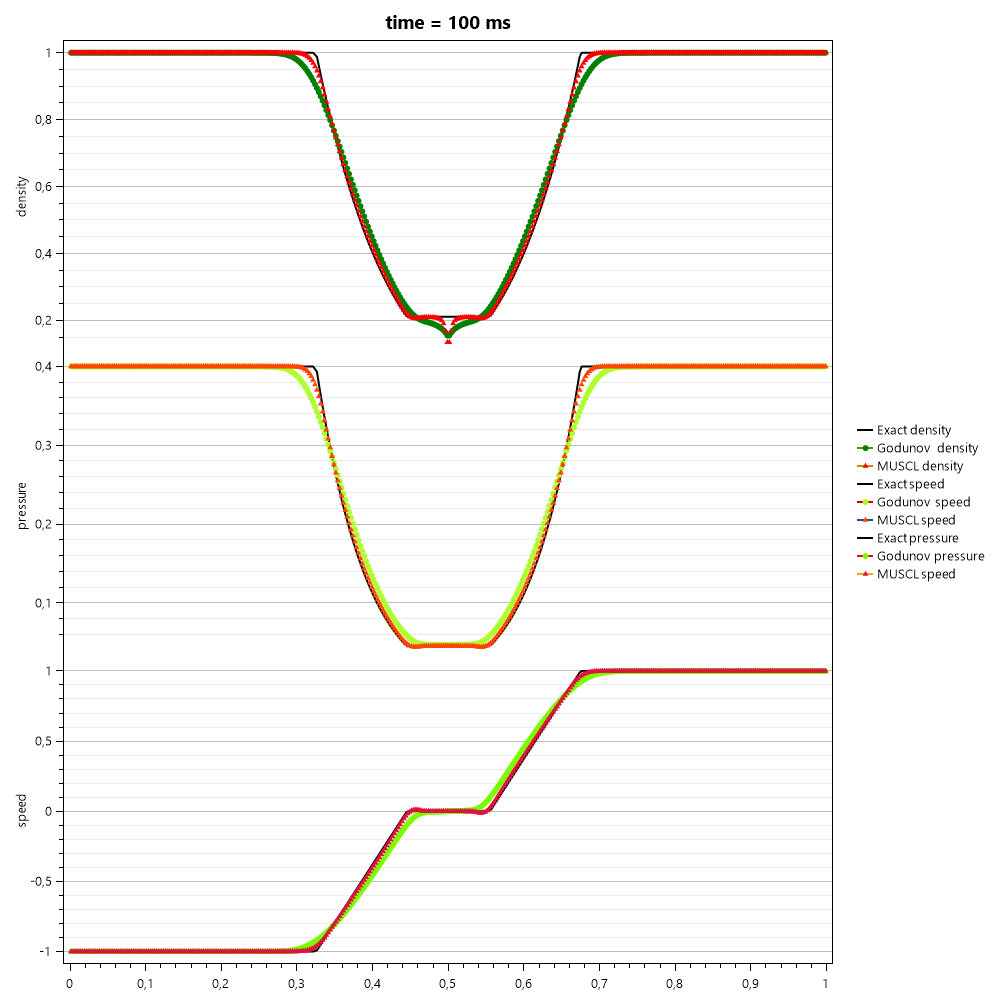 time = 100 ms
1
0,8
0,6
0,4
0,2
density
0,4
0,3
0,2
0,1
pressure
1
0,5
0
-0,5
-1
speed
0 0,1 0,2 0,3 0,4 0,5 0,6 0,7 0,8 0,9 1
Exact density
Godunov density
MUSCL density
Exact speed
Godunov speed
MUSCL speed
Exact pressure
Godunov pressure
MUSCL speed